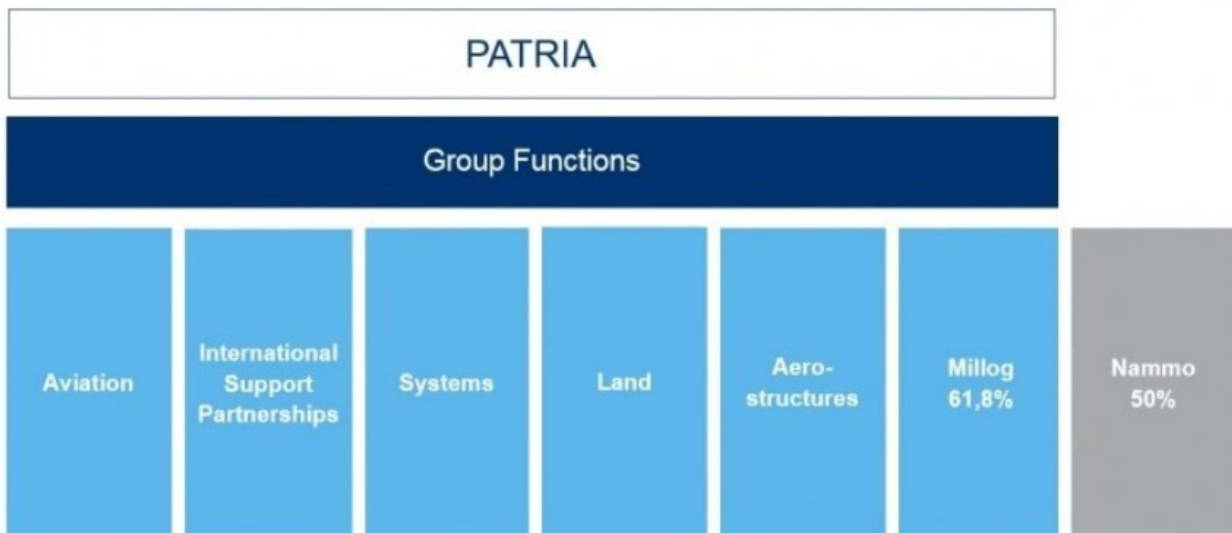 PATRIA
Group Functions
Aviation
International
Support
Partnerships
Systems
Land
Aero-
structures
Millog
61,8%
Nammo
50%